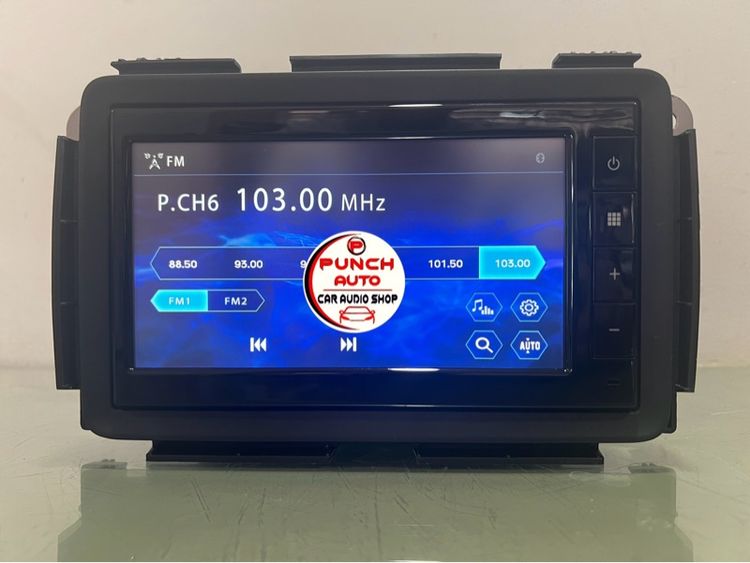 FM
P.CH6 103.00 MHz
88.50 93.00 9 101.50 103.00
P
PUNCH
AUTO
CAR AUDIO SHOP
FM1 FM2
AUTO